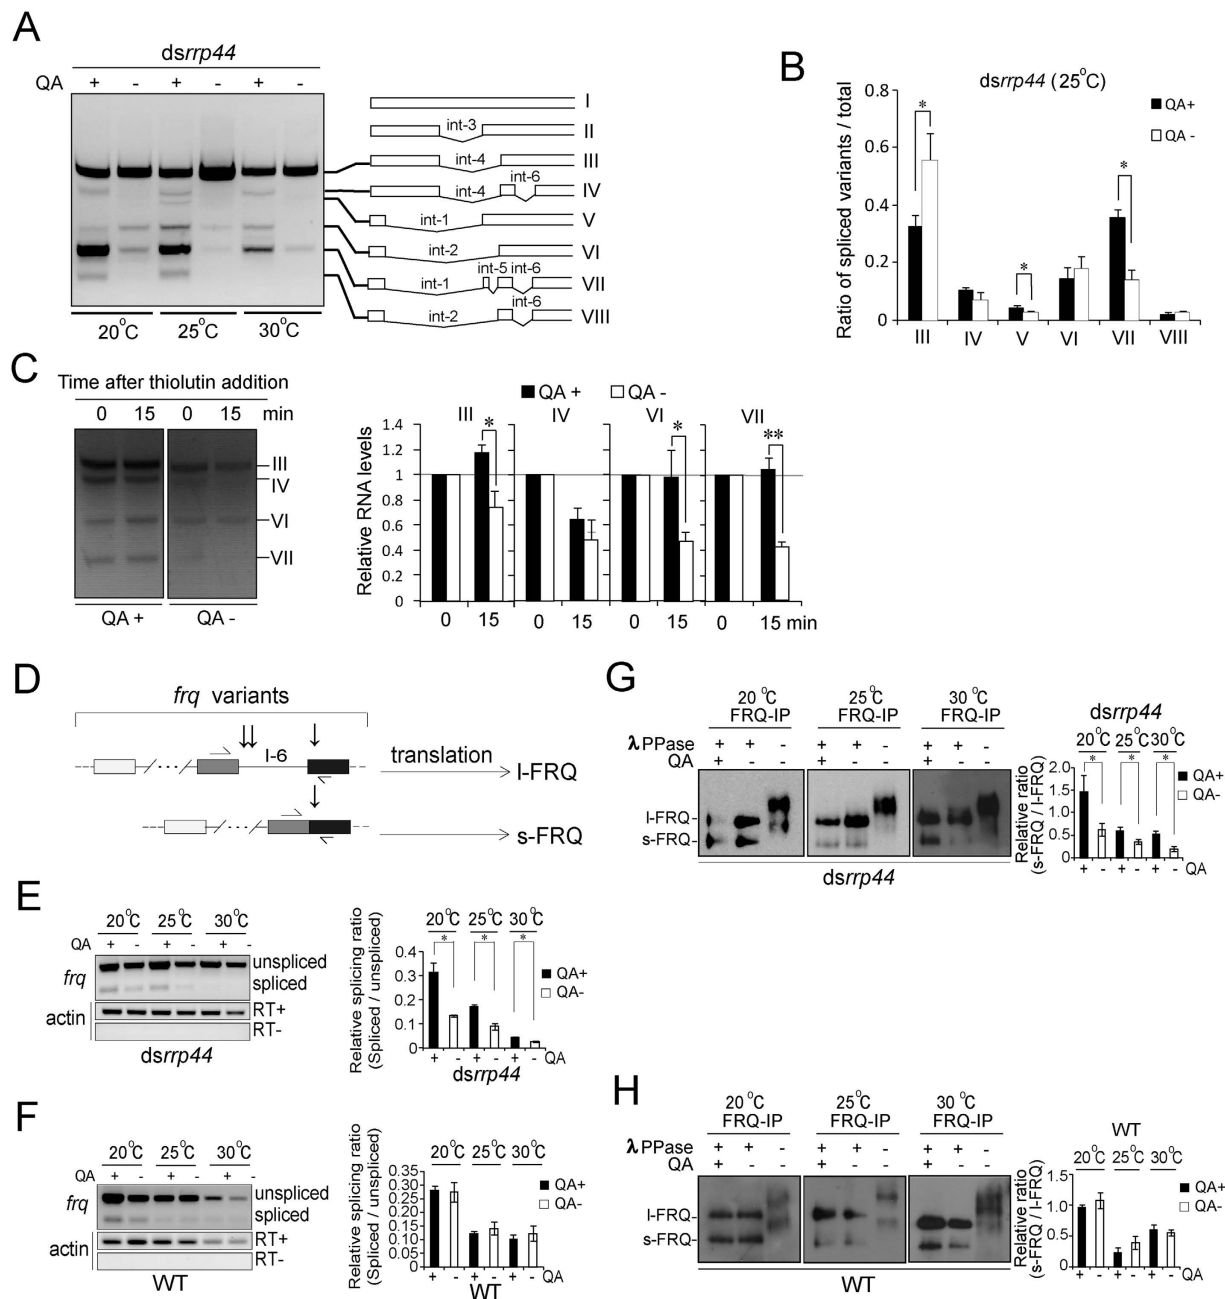 A
dsrrp44
QA + - + - + -
20°C 25°C 30°C
I
int-3 II
int-4 III
int-4 int-6 IV
int-1 V
int-2 VI
int-1 int-5 int-6 VII
int-2 int-6 VIII
B
dsrrp44 (25°C)
Ratio of spliced variants / total
0.8
0.6
0.4
0.2
0
* * *
QA+
QA -
III IV V VI VII VIII
C
Time after thiolutin addition
0 15 0 15 min
III
IV
VI
VII
QA + QA -
QA + QA -
III IV VI VII
* * **
Relative RNA levels
1.4
1.2
1
0.8
0.6
0.4
0.2
0
0 15 0 15 0 15 0 15 min
D
frq variants
I-6
translation
l-FRQ
s-FRQ
E
20°C 25°C 30°C
QA + - + - + -
frq
unspliced
spliced
actin
RT+
RT-
dsrrp44
Relative splicing ratio
(Spliced / unspliced)
20°C 25°C 30°C
* * *
0.4
0.3
0.2
0.1
0
QA+
QA-
+ - + - + - QA
dsrrp44
F
20°C 25°C 30°C
QA + - + - + -
frq
unspliced
spliced
actin
RT+
RT-
WT
Relative splicing ratio
(Spliced / unspliced)
20°C 25°C 30°C
0.35
0.30
0.25
0.20
0.15
0.10
0.05
0
QA+
QA-
+ - + - + - QA
WT
G
20°C 25°C 30°C
FRQ-IP FRQ-IP FRQ-IP
λPPase + + - + + - + + -
QA + - - + - - + - -
l-FRQ-
s-FRQ-
dsrrp44
dsrrp44
20°C 25°C 30°C
* * *
Relative ratio
(s-FRQ / l-FRQ)
2.0
1.5
1.0
0.5
0
QA+
QA-
+ - + - + - QA
H
20°C 25°C 30°C
FRQ-IP FRQ-IP FRQ-IP
λPPase + + - + + - + + -
QA + - - + - - + - -
l-FRQ-
s-FRQ-
WT
WT
20°C 25°C 30°C
Relative ratio
(s-FRQ / l-FRQ)
1.5
1.0
0.5
0
QA+
QA-
+ - + - + - QA